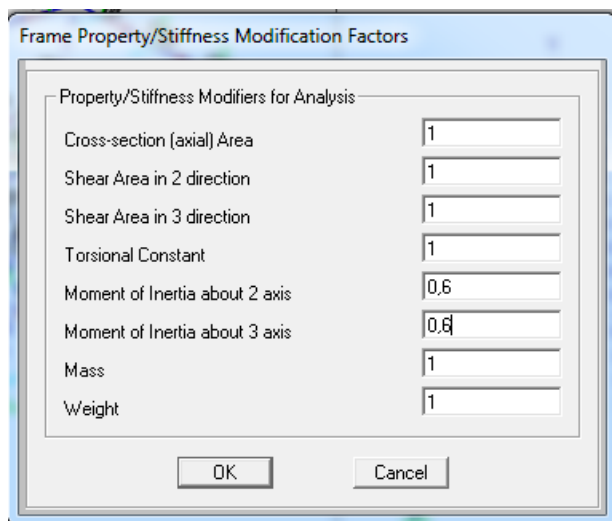 Frame Property/Stiffness Modification Factors
Property/Stiffness Modifiers for Analysis
Cross-section (axial) Area 1
Shear Area in 2 direction 1
Shear Area in 3 direction 1
Torsional Constant 1
Moment of Inertia about 2 axis 0,6
Moment of Inertia about 3 axis 0,6
Mass 1
Weight 1
OK Cancel